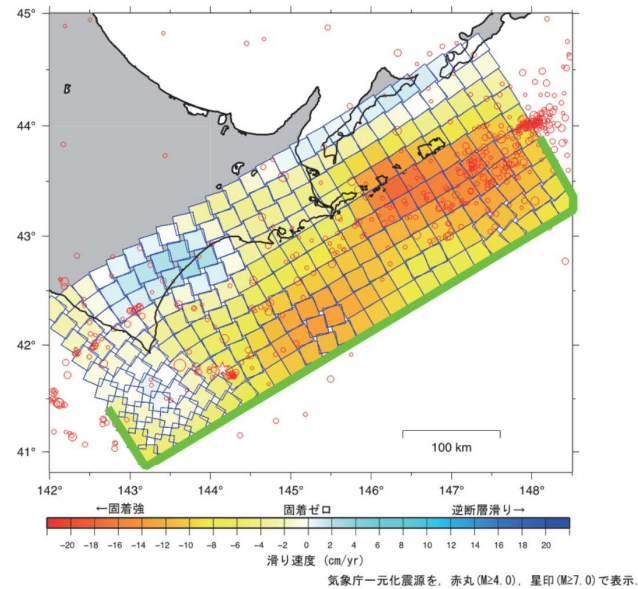 45°
44°
43°
42°
41°
100 km
142° 143° 144° 145° 146° 147° 148°
←固着強 固着ゼロ 逆断層滑り→
-20 -16 -12 -8 -4 0 4 8 12 16 20
-18 -14 -10 -6 -2 2 6 10 14 18
滑り速度 (cm/yr)
気象庁一元化震源を, 赤丸(M≥4.0), 星印(M≥7.0)で表示.